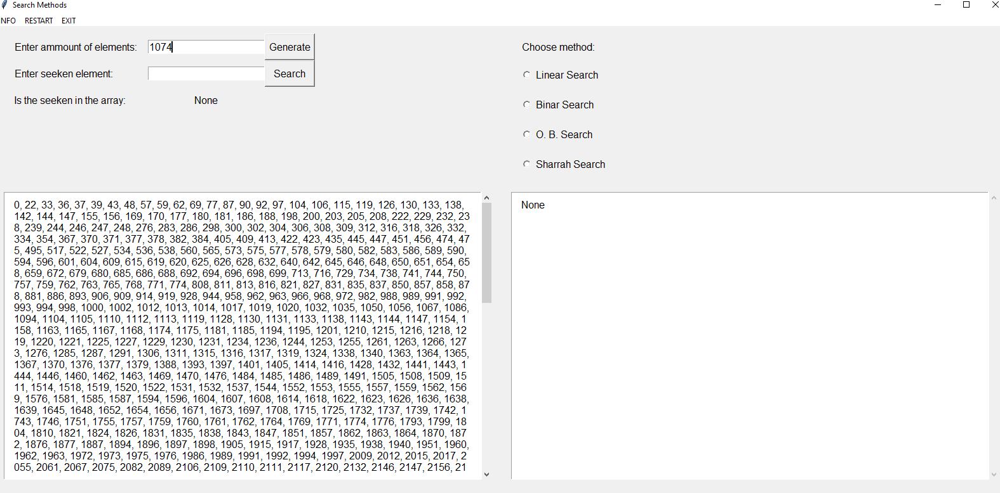 Search Methods
NFO RESTART EXIT
Enter ammount of elements: 1074 Generate
Enter seeken element: Search
Is the seeken in the array: None
Choose method:
Linear Search
Binar Search
O. B. Search
Sharrah Search
0, 22, 33, 36, 37, 39, 43, 48, 57, 59, 62, 69, 77, 87, 90, 92, 97, 104, 106, 115, 119, 126, 130, 133, 138,
142, 144, 147, 155, 156, 169, 170, 177, 180, 181, 186, 188, 198, 200, 203, 205, 208, 222, 229, 232, 23
8, 239, 244, 246, 247, 248, 276, 283, 286, 298, 300, 302, 304, 306, 308, 309, 312, 316, 318, 326, 332,
334, 354, 367, 370, 371, 377, 378, 382, 384, 405, 409, 413, 422, 423, 435, 445, 447, 451, 456, 474, 47
5, 495, 517, 522, 527, 534, 536, 538, 560, 565, 573, 575, 577, 578, 579, 580, 582, 583, 586, 589, 590,
594, 596, 601, 604, 609, 615, 619, 620, 625, 626, 628, 632, 640, 642, 645, 646, 648, 650, 651, 654, 65
8, 659, 672, 679, 680, 685, 686, 688, 692, 694, 696, 698, 699, 713, 716, 729, 734, 738, 741, 744, 750,
757, 759, 762, 763, 765, 768, 771, 774, 808, 811, 813, 816, 821, 827, 831, 835, 837, 850, 857, 858, 87
8, 881, 886, 893, 906, 909, 914, 919, 928, 944, 958, 962, 963, 966, 968, 972, 982, 988, 989, 991, 992,
993, 994, 998, 1000, 1002, 1012, 1013, 1014, 1017, 1019, 1020, 1032, 1035, 1050, 1056, 1067, 1086,
1094, 1104, 1105, 1110, 1112, 1113, 1119, 1128, 1130, 1131, 1133, 1138, 1143, 1144, 1147, 1154, 1
158, 1163, 1165, 1167, 1168, 1174, 1175, 1181, 1185, 1194, 1195, 1201, 1210, 1215, 1216, 1218, 12
19, 1220, 1221, 1225, 1227, 1229, 1230, 1231, 1234, 1236, 1244, 1253, 1255, 1261, 1263, 1266, 127
3, 1276, 1285, 1287, 1291, 1306, 1311, 1315, 1316, 1317, 1319, 1324, 1338, 1340, 1363, 1364, 1365,
1367, 1370, 1376, 1377, 1379, 1388, 1393, 1397, 1401, 1405, 1414, 1416, 1428, 1432, 1441, 1443, 1
444, 1446, 1460, 1462, 1463, 1469, 1470, 1476, 1484, 1485, 1486, 1489, 1491, 1505, 1508, 1509, 15
11, 1514, 1518, 1519, 1520, 1522, 1531, 1532, 1537, 1544, 1552, 1553, 1555, 1557, 1559, 1562, 156
9, 1576, 1581, 1585, 1587, 1594, 1596, 1604, 1607, 1608, 1614, 1618, 1622, 1623, 1626, 1636, 1638,
1639, 1645, 1648, 1652, 1654, 1656, 1671, 1673, 1697, 1708, 1715, 1725, 1732, 1737, 1739, 1742, 1
743, 1746, 1751, 1755, 1757, 1759, 1760, 1761, 1762, 1764, 1769, 1771, 1774, 1776, 1793, 1799, 18
04, 1810, 1821, 1824, 1826, 1831, 1835, 1838, 1843, 1847, 1851, 1857, 1862, 1863, 1864, 1870, 187
2, 1876, 1877, 1887, 1894, 1896, 1897, 1898, 1905, 1915, 1917, 1928, 1935, 1938, 1940, 1951, 1960,
1962, 1963, 1972, 1973, 1975, 1976, 1986, 1989, 1991, 1992, 1994, 1997, 2009, 2012, 2015, 2017, 2
055, 2061, 2067, 2075, 2082, 2089, 2106, 2109, 2110, 2111, 2117, 2120, 2132, 2146, 2147, 2156, 21
None